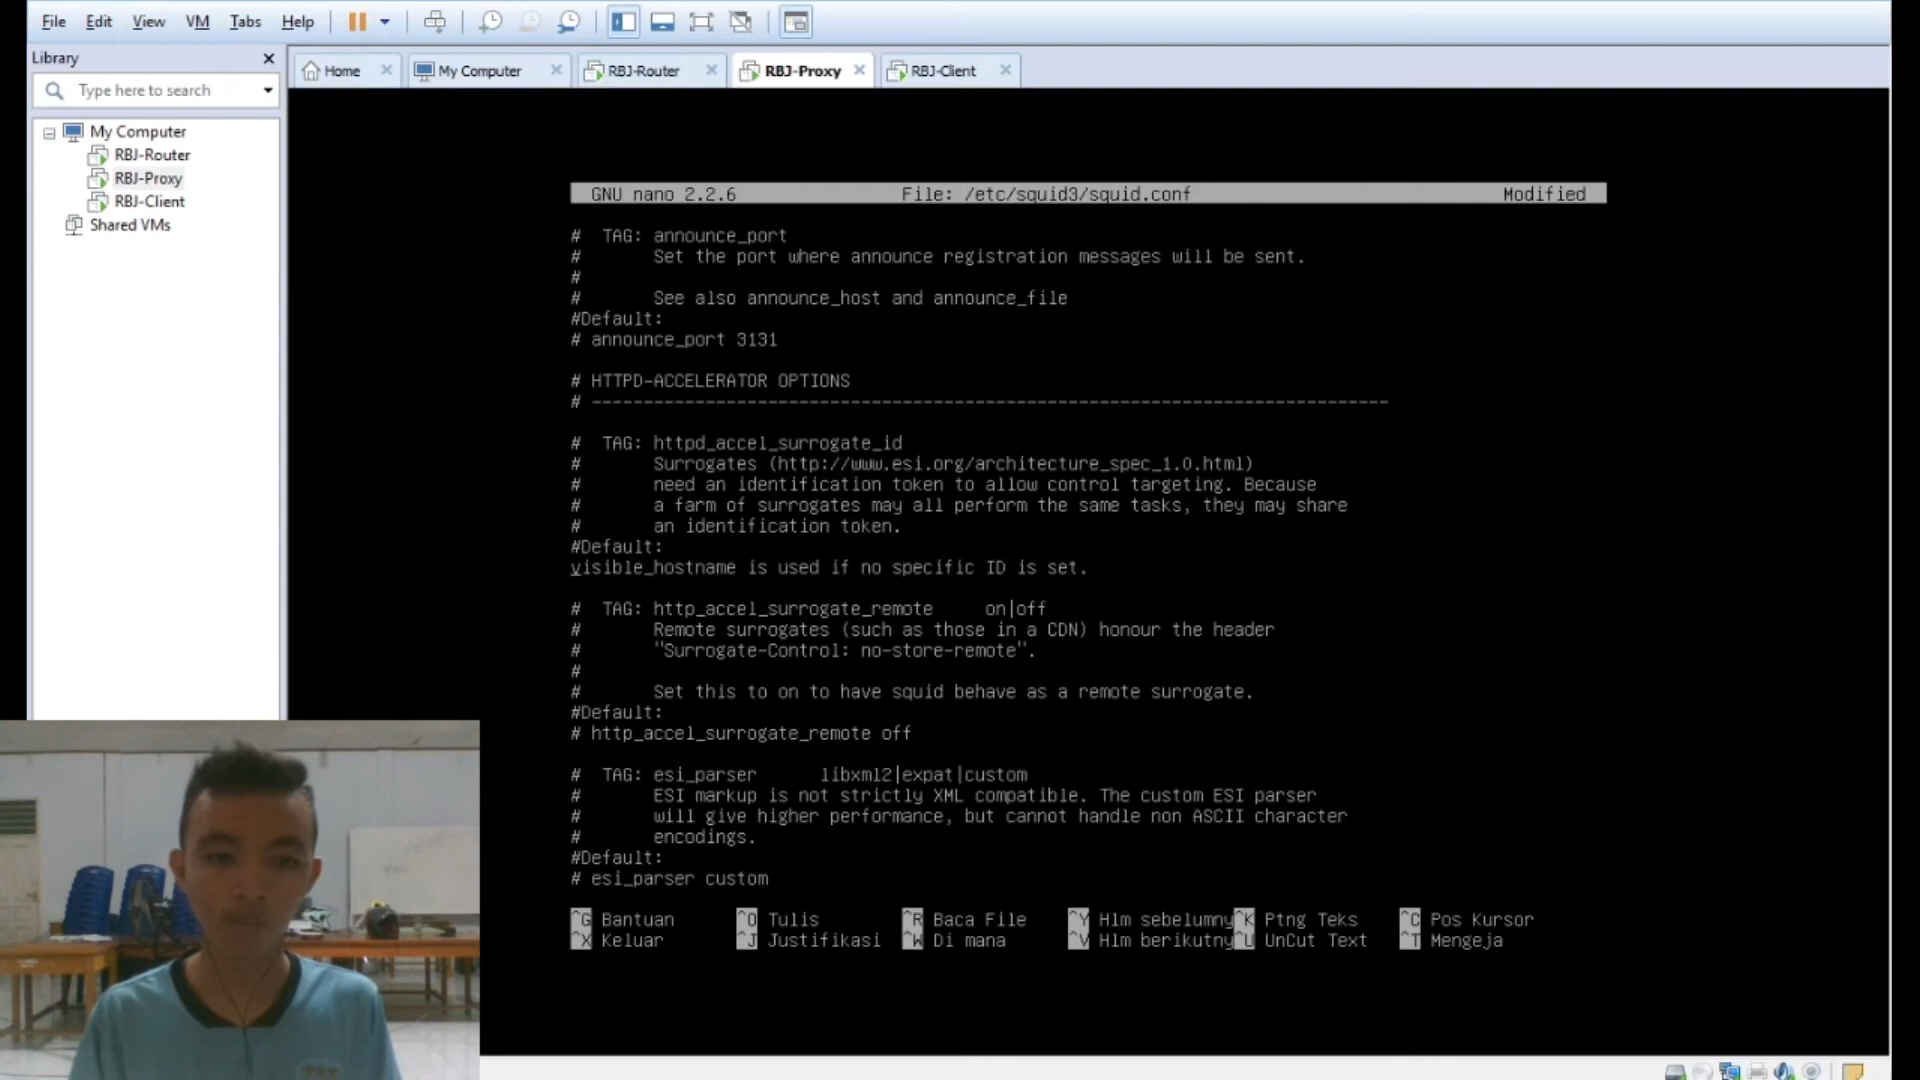 File Edit View VM Tabs Help
Library
Type here to search
My Computer
RBJ-Router
RBJ-Proxy
RBJ-Client
Shared VMs
Home My Computer RBJ-Router RBJ-Proxy RBJ-Client
GNU nano 2.2.6 File: /etc/squid3/squid.conf Modified
# TAG: announce_port
# Set the port where announce registration messages will be sent.
#
# See also announce_host and announce_file
#Default:
# announce_port 3131
# HTTPD-ACCELERATOR OPTIONS
# -----------------------------------------------------------------------------
# TAG: httpd_accel_surrogate_id
# Surrogates (http://www.esi.org/architecture_spec_1.0.html)
# need an identification token to allow control targeting. Because
# a farm of surrogates may all perform the same tasks, they may share
# an identification token.
#Default:
visible_hostname is used if no specific ID is set.
# TAG: http_accel_surrogate_remote on|off
# Remote surrogates (such as those in a CDN) honour the header
# "Surrogate-Control: no-store-remote".
#
# Set this to on to have squid behave as a remote surrogate.
#Default:
# http_accel_surrogate_remote off
# TAG: esi_parser libxml2|expat|custom
# ESI markup is not strictly XML compatible. The custom ESI parser
# will give higher performance, but cannot handle non ASCII character
# encodings.
#Default:
# esi_parser custom
^G Bantuan ^O Tulis ^R Baca File ^Y Hlm sebelumny ^K Ptng Teks ^C Pos Kursor
^X Keluar ^J Justifikasi ^W Di mana ^V Hlm berikutny ^U UnCut Text ^T Mengeja